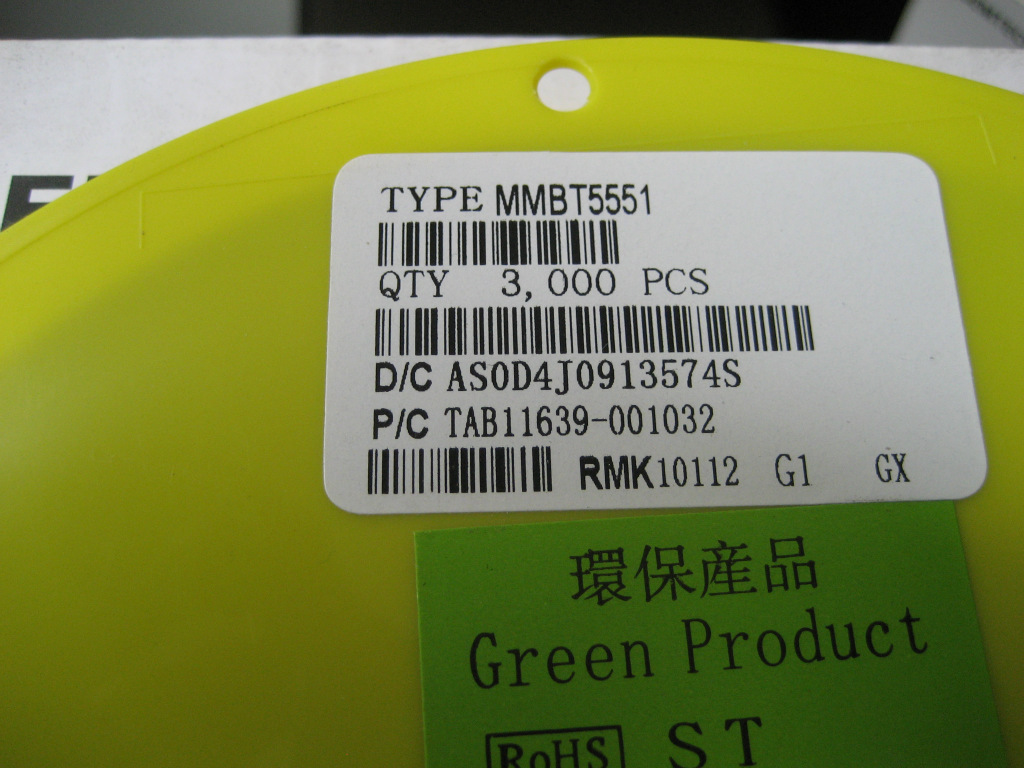 TYPE MMBT5551
QTY 3,000 PCS
D/C AS0D4J0913574S
P/C TAB11639-001032
RMK10112 G1 GX
環保産品
Green Product
RoHS ST